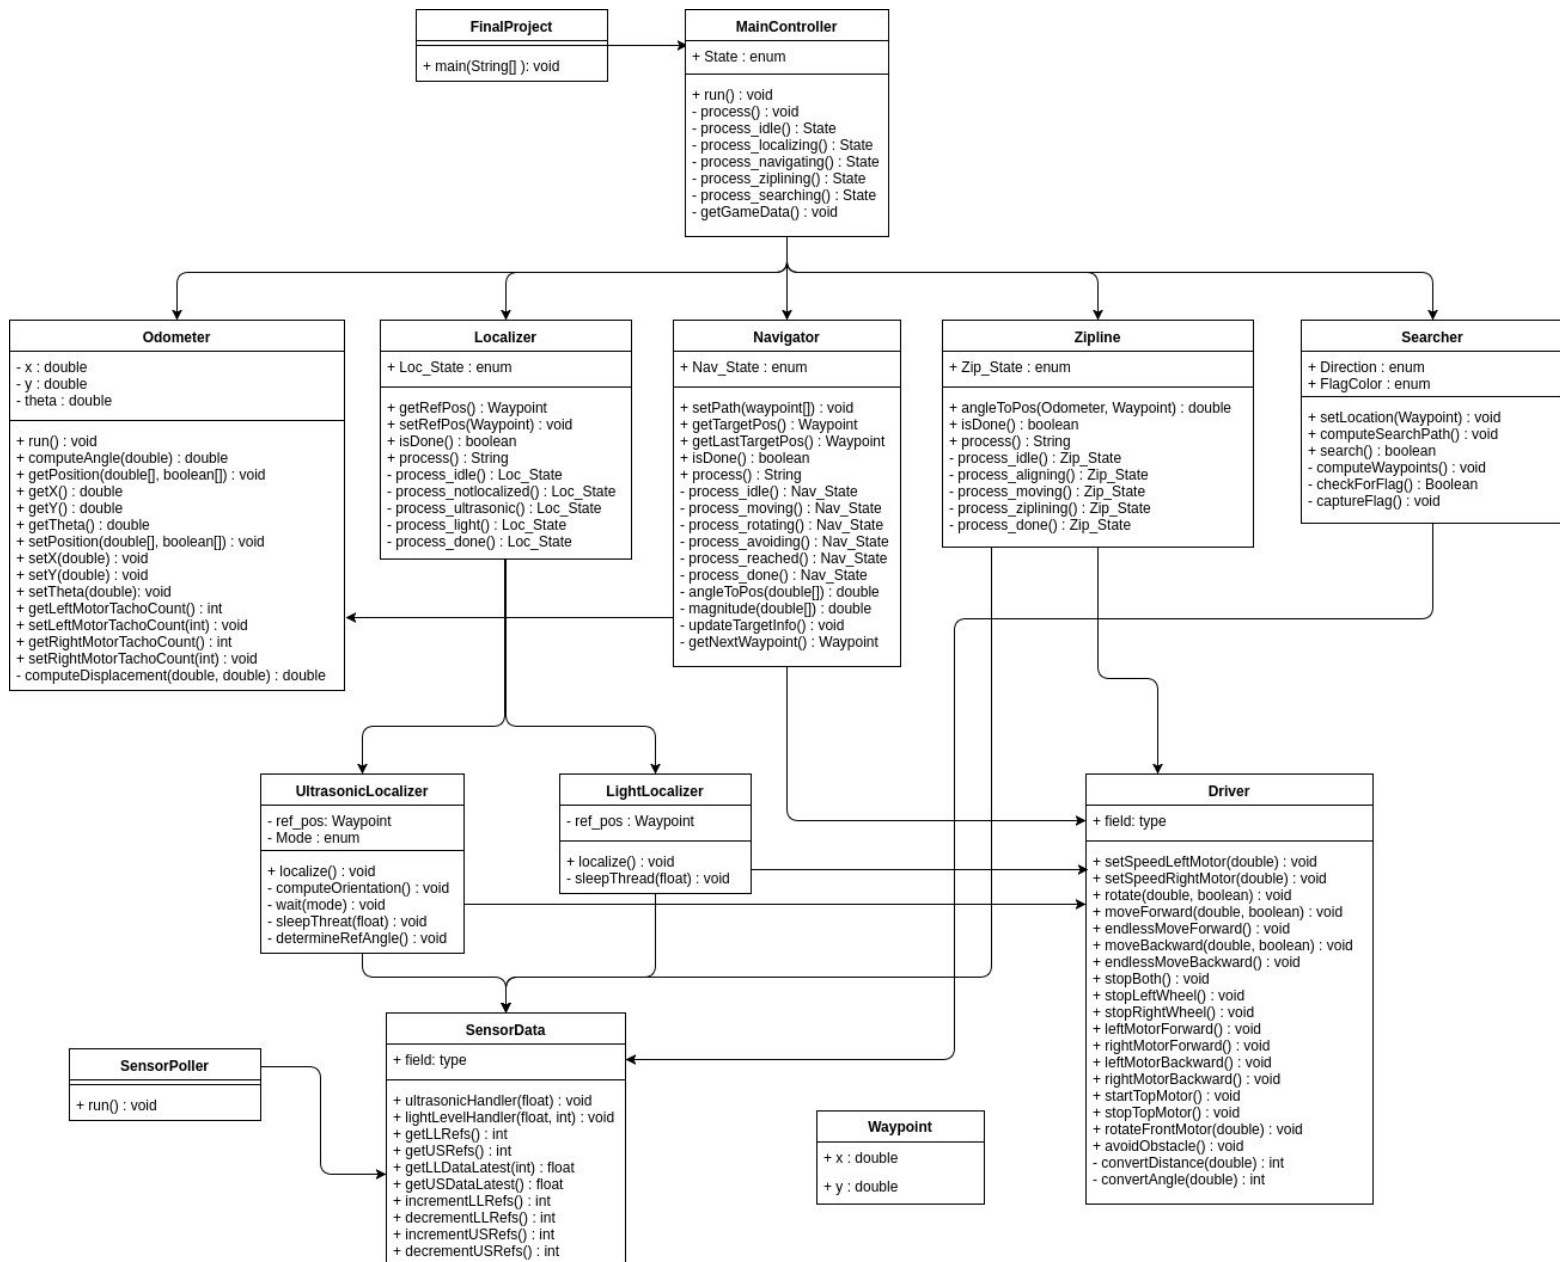 FinalProject
+ main(String[] ): void
MainController
+ State : enum
+ run() : void
- process() : void
- process_idle() : State
- process_localizing() : State
- process_navigating() : State
- process_ziplining() : State
- process_searching() : State
- getGameData() : void
Odometer
- x : double
- y : double
- theta : double
+ run() : void
+ computeAngle(double) : double
+ getPosition(double[], boolean[]) : void
+ getX() : double
+ getY() : double
+ getTheta() : double
+ setPosition(double[], boolean[]) : void
+ setX(double) : void
+ setY(double) : void
+ setTheta(double): void
+ getLeftMotorTachoCount() : int
+ setLeftMotorTachoCount(int) : void
+ getRightMotorTachoCount() : int
+ setRightMotorTachoCount(int) : void
- computeDisplacement(double, double) : double
Localizer
+ Loc_State : enum
+ getRefPos() : Waypoint
+ setRefPos(Waypoint) : void
+ isDone() : boolean
+ process() : String
- process_idle() : Loc_State
- process_notlocalized() : Loc_State
- process_ultrasonic() : Loc_State
- process_light() : Loc_State
- process_done() : Loc_State
Navigator
+ Nav_State : enum
+ setPath(waypoint[]) : void
+ getTargetPos() : Waypoint
+ getLastTargetPos() : Waypoint
+ isDone() : boolean
+ process() : String
- process_idle() : Nav_State
- process_moving() : Nav_State
- process_rotating() : Nav_State
- process_avoiding() : Nav_State
- process_reached() : Nav_State
- process_done() : Nav_State
- angleToPos(double[]) : double
- magnitude(double[]) : double
- updateTargetInfo() : void
- getNextWaypoint() : Waypoint
Zipline
+ Zip_State : enum
+ angleToPos(Odometer, Waypoint) : double
+ isDone() : boolean
+ process() : String
- process_idle() : Zip_State
- process_aligning() : Zip_State
- process_moving() : Zip_State
- process_ziplining() : Zip_State
- process_done() : Zip_State
Searcher
+ Direction : enum
+ FlagColor : enum
+ setLocation(Waypoint) : void
+ computeSearchPath() : void
+ search() : boolean
- computeWaypoints() : void
- checkForFlag() : Boolean
- captureFlag() : void
UltrasonicLocalizer
- ref_pos: Waypoint
- Mode : enum
+ localize() : void
- computeOrientation() : void
- wait(mode) : void
- sleepThreat(float) : void
- determineRefAngle() : void
LightLocalizer
- ref_pos : Waypoint
+ localize() : void
- sleepThread(float) : void
Driver
+ field: type
+ setSpeedLeftMotor(double) : void
+ setSpeedRightMotor(double) : void
+ rotate(double, boolean) : void
+ moveForward(double, boolean) : void
+ endlessMoveForward() : void
+ moveBackward(double, boolean) : void
+ endlessMoveBackward() : void
+ stopBoth() : void
+ stopLeftWheel() : void
+ stopRightWheel() : void
+ leftMotorForward() : void
+ rightMotorForward() : void
+ leftMotorBackward() : void
+ rightMotorBackward() : void
+ startTopMotor() : void
+ stopTopMotor() : void
+ rotateFrontMotor(double) : void
+ avoidObstacle() : void
- convertDistance(double) : int
- convertAngle(double) : int
SensorPoller
+ run() : void
SensorData
+ field: type
+ ultrasonicHandler(float) : void
+ lightLevelHandler(float, int) : void
+ getLLRefs() : int
+ getUSRefs() : int
+ getLLDataLatest(int) : float
+ getUSDataLatest() : float
+ incrementLLRefs() : int
+ decrementLLRefs() : int
+ incrementUSRefs() : int
+ decrementUSRefs() : int
Waypoint
+ x : double
+ y : double